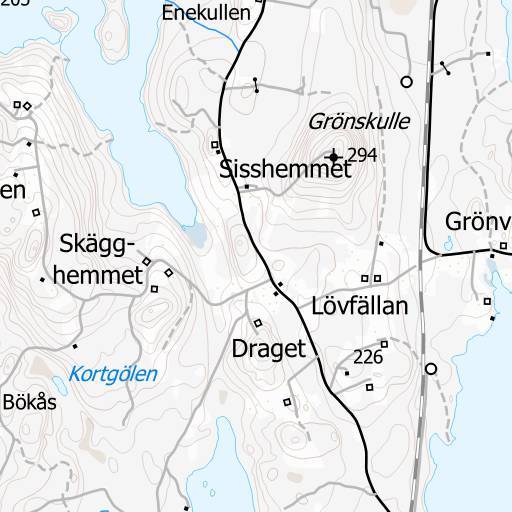 Enekullen
Grönskulle
294
Sisshemmet
en
Grönv
Skägg-
hemmet
Lövfällan
Draget
226
Kortgölen
Bökås